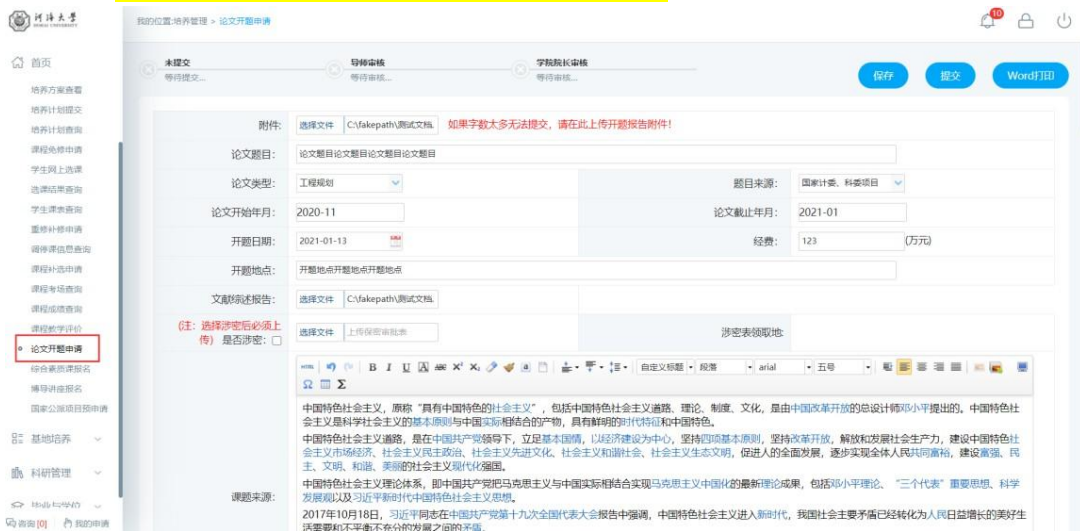 河海大学
HOHAI UNIVERSITY
我的位置:培养管理 > 论文开题申请
10
首页
培养方案查看
培养计划提交
培养计划查询
课程免修申请
学生网上选课
选课结果查询
学生课表查询
重修补修申请
调停课信息查询
课程补选申请
课程考场查询
课程成绩查询
课程教学评价
论文开题申请
综合素质课报名
博导讲座报名
国家公派项目预申请
基地培养
科研管理
毕业与学位
咨询[0] 我的申请
未提交
等待提交...
导师审核
等待审核...
学院院长审核
等待审核...
保存 提交 Word打印
附件: 选择文件 C:\fakepath\测试文档. 如果字数太多无法提交，请在此上传开题报告附件！
论文题目: 论文题目论文题目论文题目论文题目
论文类型: 工程规划 题目来源: 国家计委、科委项目
论文开始年月: 2020-11 论文截止年月: 2021-01
开题日期: 2021-01-13 经费: 123 (万元)
开题地点: 开题地点开题地点开题地点
文献综述报告: 选择文件 C:\fakepath\测试文档.
(注：选择涉密后必须上
传) 是否涉密: 选择文件 上传保密审批表 涉密表领取地:
HTML B I U A ABC X² X₂ 自定义标题 段落 arial 五号
Ω Σ
课题来源:
中国特色社会主义，原称“具有中国特色的社会主义”，包括中国特色社会主义道路、理论、制度、文化，是由中国改革开放的总设计师邓小平提出的。中国特色社
会主义是科学社会主义的基本原则与中国实际相结合的产物，具有鲜明的时代特征和中国特色。
中国特色社会主义道路，是在中国共产党领导下，立足基本国情，以经济建设为中心，坚持四项基本原则，坚持改革开放，解放和发展社会生产力，建设中国特色社
会主义市场经济、社会主义民主政治、社会主义先进文化、社会主义和谐社会、社会主义生态文明，促进人的全面发展，逐步实现全体人民共同富裕，建设富强、民
主、文明、和谐、美丽的社会主义现代化强国。
中国特色社会主义理论体系，即中国共产党把马克思主义与中国实际相结合实现马克思主义中国化的最新理论成果，包括邓小平理论、“三个代表”重要思想、科学
发展观以及习近平新时代中国特色社会主义思想。
2017年10月18日，习近平同志在中国共产党第十九次全国代表大会报告中强调，中国特色社会主义进入新时代，我国社会主要矛盾已经转化为人民日益增长的美好生
活需要和不平衡不充分的发展之间的矛盾。